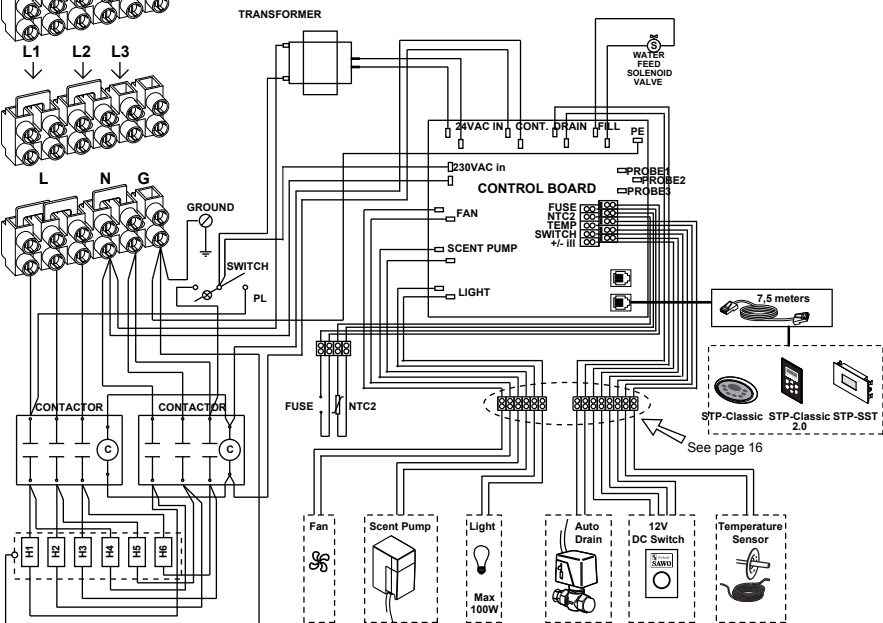 TRANSFORMER
L1 L2 L3
WATER
FEED
SOLENOID
VALVE
S
24VAC IN CONT. DRAIN FILL
PE
230VAC in
PROBE1
PROBE2
PROBE3
CONTROL BOARD
L N G
GROUND
FAN
FUSE
NTC2
TEMP
SWITCH
+/- ill
SCENT PUMP
SWITCH
PL
LIGHT
7,5 meters
FUSE
NTC2
CONTACTOR
CONTACTOR
C
C
STP-Classic
STP-Classic
2.0
STP-SST
See page 16
H1
H2
H3
H4
H5
H6
Fan
Scent Pump
Light
Max
100W
Auto
Drain
12V
DC Switch
SAWO
Temperature
Sensor